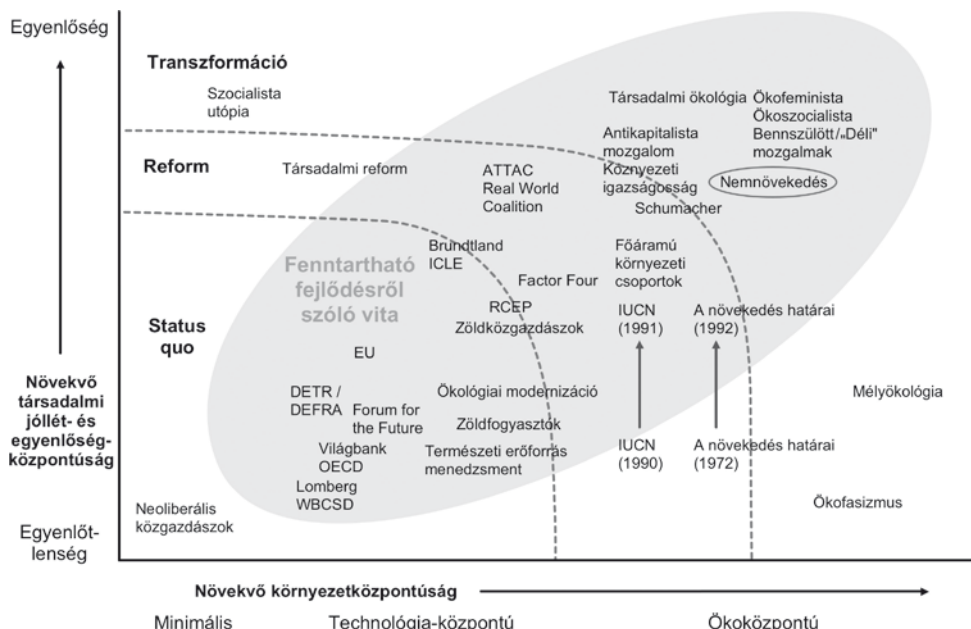 Egyenlőség
Transzformáció
Szocialista
utópia
Társadalmi ökológia
Ökofeminista
Ökoszocialista
Bennszülött/„Déli"
mozgalmak
Antikapitalista
mozgalom
Környezeti
igazságosság
Nemnövekedés
Reform
Társadalmi reform
ATTAC
Real World
Coalition
Schumacher
Brundtland
ICLE
Főáramú
környezeti
csoportok
Fenntartható
fejlődésről
szóló vita
Factor Four
RCEP
Zöldközgazdászok
IUCN
(1991)
A növekedés határai
(1992)
Status
quo
EU
DETR /
DEFRA
Forum for
the Future
Ökológiai modernizáció
Zöldfogyasztók
Mélyökológia
Világbank
OECD
Természeti erőforrás
menedzsment
IUCN
(1990)
A növekedés határai
(1972)
Lomberg
WBCSD
Neoliberális
közgazdászok
Ökofasizmus
Növekvő
társadalmi
jóllét- és
egyenlőség-
központúság
Egyenlőt-
lenség
Növekvő környezetközpontúság
Minimális
Technológia-központú
Ökoközpontú